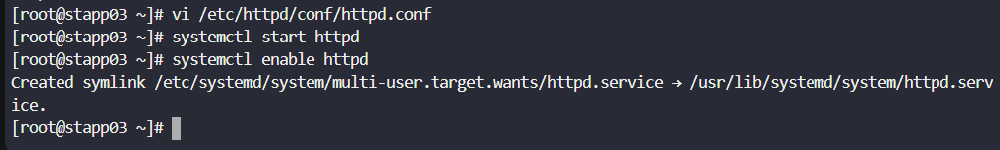 [root@stapp03 ~]# vi /etc/httpd/conf/httpd.conf
[root@stapp03 ~]# systemctl start httpd
[root@stapp03 ~]# systemctl enable httpd
Created symlink /etc/systemd/system/multi-user.target.wants/httpd.service → /usr/lib/systemd/system/httpd.serv
ice.
[root@stapp03 ~]#